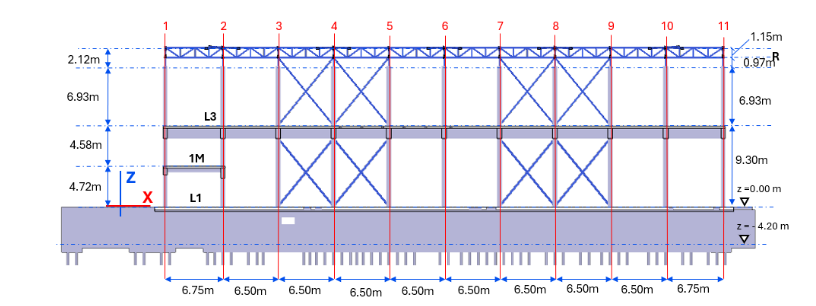 1 2 3 4 5 6 7 8 9 10 11
1.15m
2.12m
R
0.97m
6.93m
6.93m
L3
4.58m
1M
9.30m
Z
4.72m
z =0.00 m
X
L1
z = - 4.20 m
6.75m 6.50m 6.50m 6.50m 6.50m 6.50m 6.50m 6.50m 6.50m 6.75m